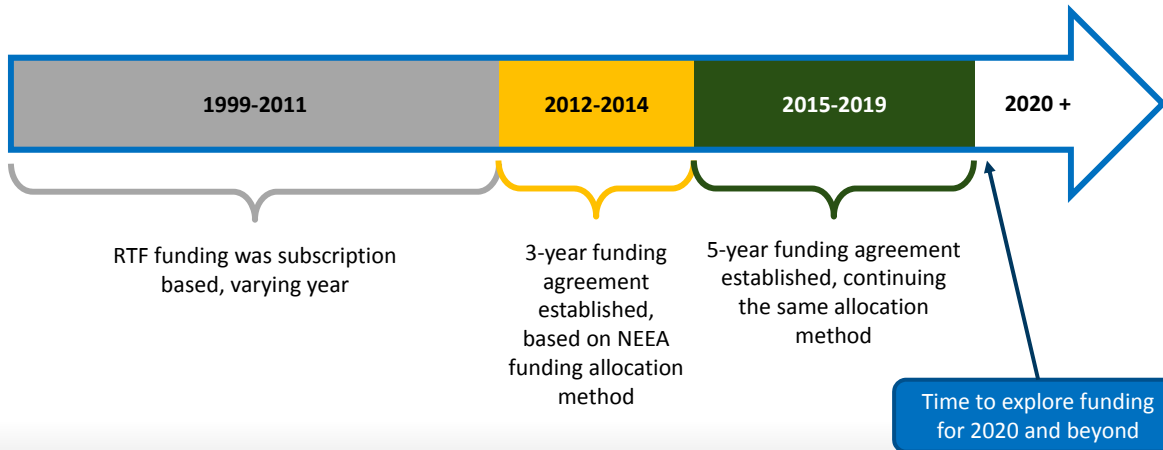 1999-2011
2012-2014
2015-2019
2020 +
RTF funding was subscription
based, varying year
3-year funding
agreement
established,
based on NEEA
funding allocation
method
5-year funding agreement
established, continuing
the same allocation
method
Time to explore funding
for 2020 and beyond